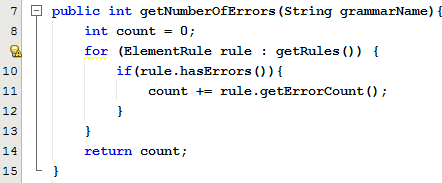 7 public int getNumberOfErrors(String grammarName){
8 int count = 0;
for (ElementRule rule : getRules()) {
10 if(rule.hasErrors()){
11 count += rule.getErrorCount();
12 }
13 }
14 return count;
15 }